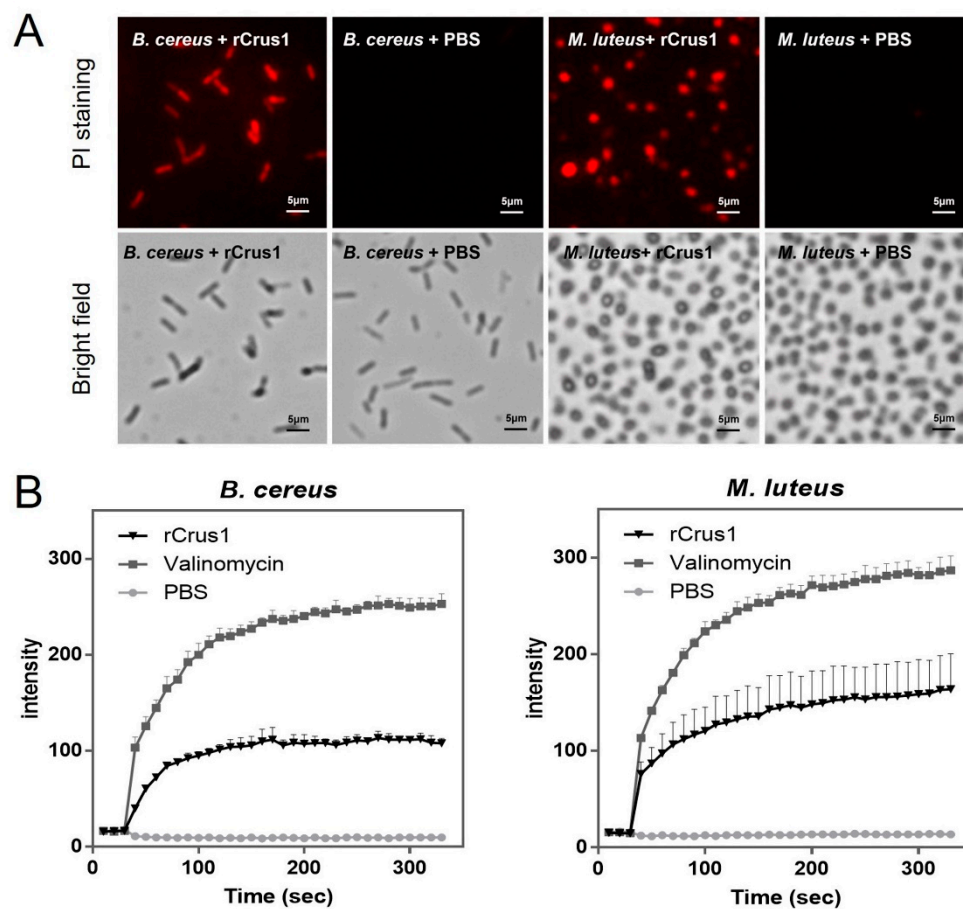 A
PI staining
B. cereus + rCrus1
B. cereus + PBS
M. luteus+ rCrus1
M. luteus + PBS
5µm
5µm
5µm
5µm
Bright field
B. cereus + rCrus1
B. cereus + PBS
M. luteus+ rCrus1
M. luteus + PBS
5µm
5µm
5µm
5µm
B
B. cereus
intensity
300
200
100
0
rCrus1
Valinomycin
PBS
0
100
200
300
Time (sec)
M. luteus
intensity
300
200
100
0
rCrus1
Valinomycin
PBS
0
100
200
300
Time (sec)